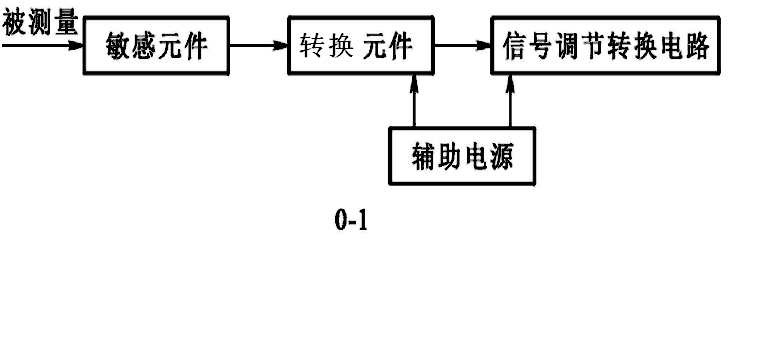 被测量
敏感元件
转换 元件
信号调节转换电路
辅助电源
0-1